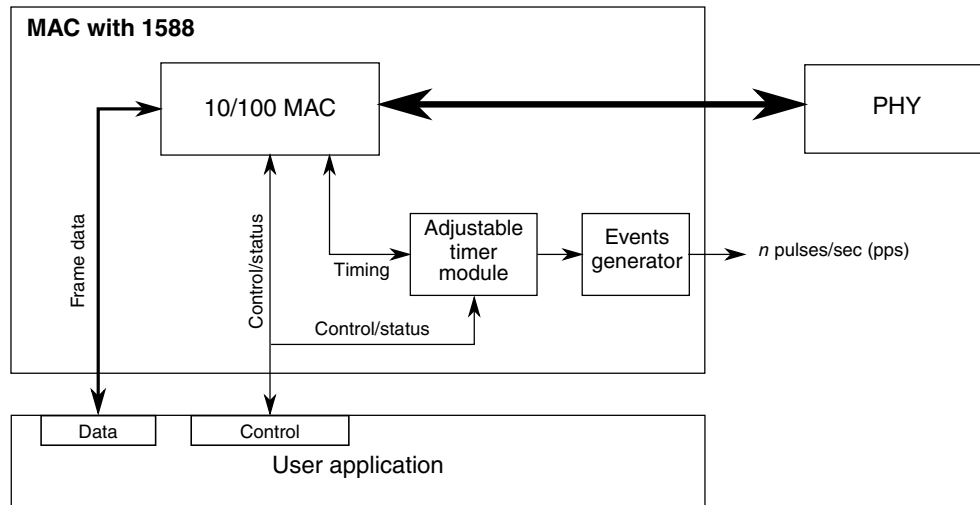 MAC with 1588
10/100 MAC
PHY
Frame data
Control/status
Timing
Adjustable
timer
module
Events
generator
n pulses/sec (pps)
Control/status
Data
Control
User application